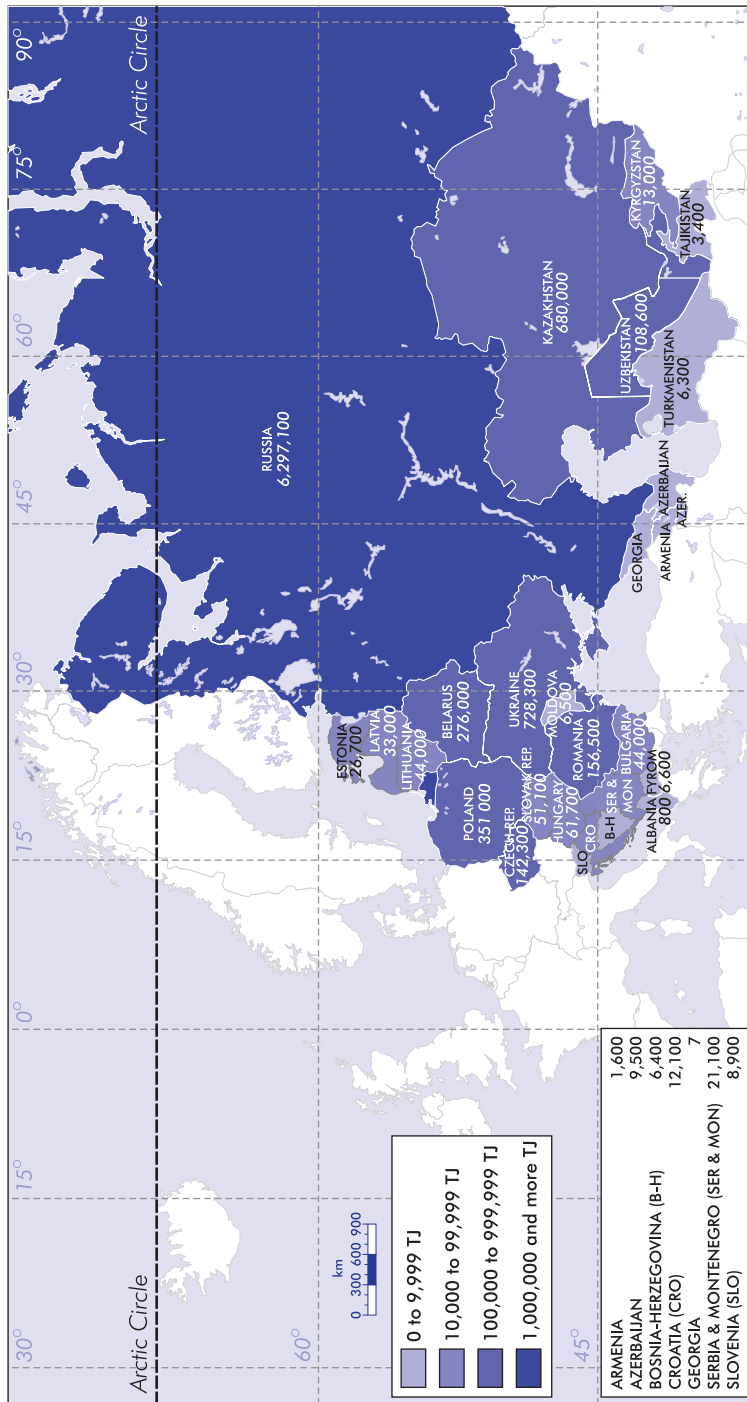 30°
15°
0°
15°
30°
45°
60°
75°
90°
Arctic Circle
Arctic Circle
60°
45°
RUSSIA
6,297,100
ESTONIA
26,700
LATVIA
33,000
LITHUANIA
44,000
BELARUS
276,000
POLAND
351 000
UKRAINE
728,300
CZECH REP.
142,300
SLOVAK REP.
51,100
MOLDOVA
6,500
HUNGARY
61,700
ROMANIA
156,500
SLO
CRO
B-H
SER &
MON
BULGARIA
44,000
ALBANIA
800
FYROM
6,600
KAZAKHSTAN
680,000
UZBEKISTAN
108,600
KYRGYZSTAN
13,000
TAJIKISTAN
3,400
TURKMENISTAN
6,300
GEORGIA
ARMENIA
AZERBAIJAN
AZER.
km
0 300 600 900
0 to 9,999 TJ
10,000 to 99,999 TJ
100,000 to 999,999 TJ
1,000,000 and more TJ
ARMENIA 1,600
AZERBAIJAN 9,500
BOSNIA-HERZEGOVINA (B-H) 6,400
CROATIA (CRO) 12,100
GEORGIA 7
SERBIA & MONTENEGRO (SER & MON) 21,100
SLOVENIA (SLO) 8,900